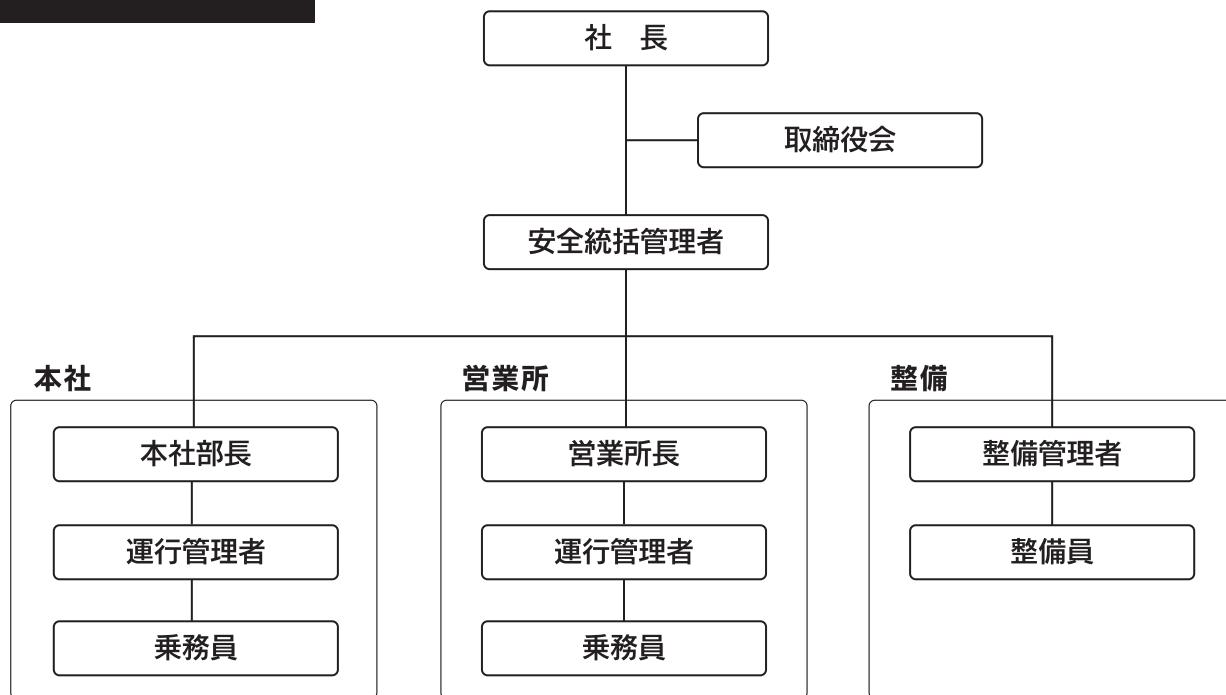 社　長
取締役会
安全統括管理者
本社
本社部長
運行管理者
乗務員
営業所
営業所長
運行管理者
乗務員
整備
整備管理者
整備員